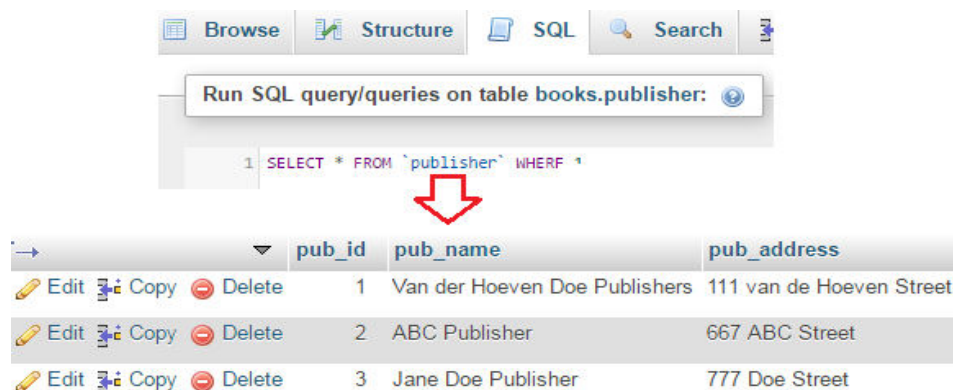 Browse Structure SQL Search
Run SQL query/queries on table books.publisher:
1 SELECT * FROM `publisher` WHERE 1
pub_id pub_name pub_address
Edit Copy Delete 1 Van der Hoeven Doe Publishers 111 van de Hoeven Street
Edit Copy Delete 2 ABC Publisher 667 ABC Street
Edit Copy Delete 3 Jane Doe Publisher 777 Doe Street